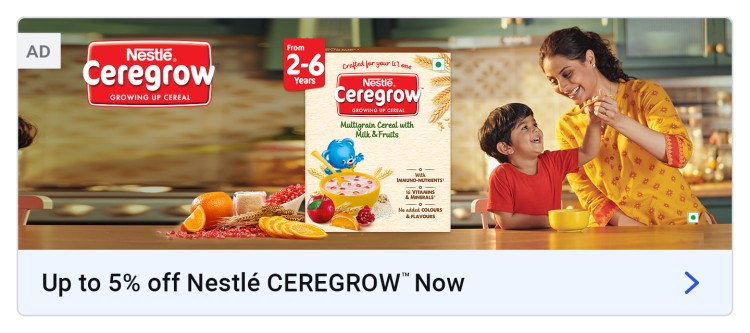 AD
Nestlé
Ceregrow
GROWING UP CEREAL
From
2-6
Years
Crafted for your li'l one
Nestlé
Ceregrow
GROWING UP CEREAL
Multigrain Cereal with
Milk & Fruits
With
IMMUNO-NUTRIENTS
16 VITAMINS
& MINERALS
No added COLOURS
& FLAVOURS
Up to 5% off Nestlé CEREGROW™ Now